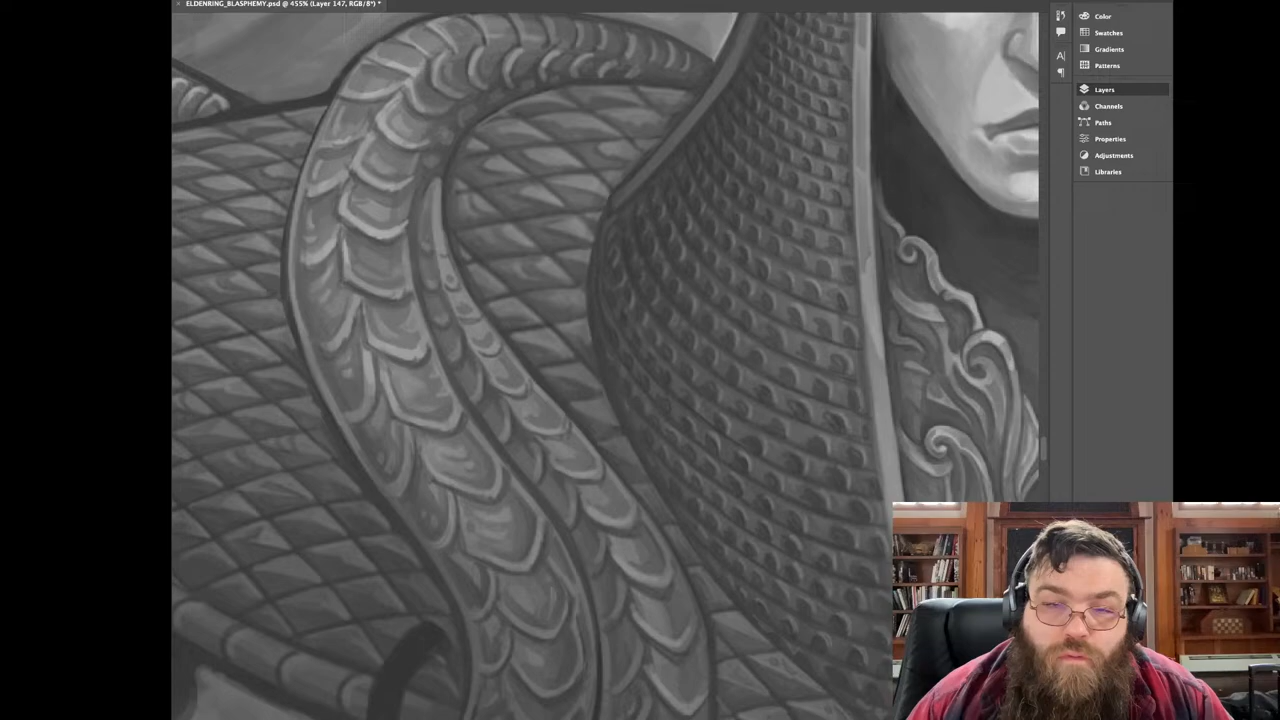 × ELDENRING_BLASPHEMY.psd @ 455% (Layer 147, RGB/8*) *
Color
Swatches
Gradients
Patterns
Layers
Channels
Paths
Properties
Adjustments
Libraries